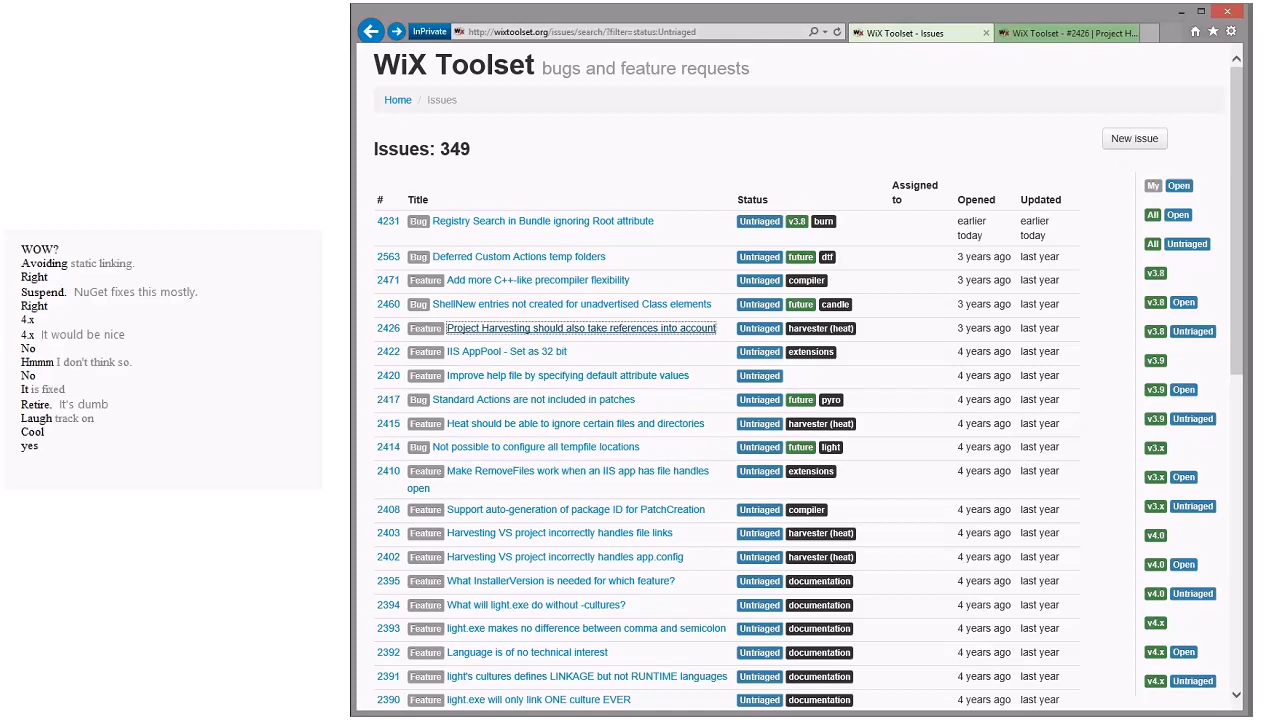 WOW?
Avoiding static linking.
Right
Suspend. NuGet fixes this mostly.
Right
4.x
4.x It would be nice
No
Hmmm I don't think so.
No
It is fixed
Retire. It's dumb
Laugh track on
Cool
yes
InPrivate http://wixtoolset.org/issues/search/?filter=status:Untriaged WiX Toolset - Issues WiX Toolset - #2426 | Project H...
WiX Toolset bugs and feature requests
Home / Issues
Issues: 349
New issue
# Title Status Assigned to Opened Updated
4231 Bug Registry Search in Bundle ignoring Root attribute Untriaged v3.8 burn earlier today earlier today
2563 Bug Deferred Custom Actions temp folders Untriaged future dtf 3 years ago last year
2471 Feature Add more C++-like precompiler flexibility Untriaged compiler 3 years ago last year
2460 Bug ShellNew entries not created for unadvertised Class elements Untriaged future candle 3 years ago last year
2426 Feature Project Harvesting should also take references into account Untriaged harvester (heat) 3 years ago last year
2422 Feature IIS AppPool - Set as 32 bit Untriaged extensions 4 years ago last year
2420 Feature Improve help file by specifying default attribute values Untriaged 4 years ago last year
2417 Bug Standard Actions are not included in patches Untriaged future pyro 4 years ago last year
2415 Feature Heat should be able to ignore certain files and directories Untriaged harvester (heat) 4 years ago last year
2414 Bug Not possible to configure all tempfile locations Untriaged future light 4 years ago last year
2410 Feature Make RemoveFiles work when an IIS app has file handles open Untriaged extensions 4 years ago last year
2408 Feature Support auto-generation of package ID for PatchCreation Untriaged compiler 4 years ago last year
2403 Feature Harvesting VS project incorrectly handles file links Untriaged harvester (heat) 4 years ago last year
2402 Feature Harvesting VS project incorrectly handles app.config Untriaged harvester (heat) 4 years ago last year
2395 Feature What InstallerVersion is needed for which feature? Untriaged documentation 4 years ago last year
2394 Feature What will light.exe do without -cultures? Untriaged documentation 4 years ago last year
2393 Feature light.exe makes no difference between comma and semicolon Untriaged documentation 4 years ago last year
2392 Feature Language is of no technical interest Untriaged documentation 4 years ago last year
2391 Feature light's cultures defines LINKAGE but not RUNTIME languages Untriaged documentation 4 years ago last year
2390 Feature light.exe will only link ONE culture EVER Untriaged documentation 4 years ago last year
My Open
All Open
All Untriaged
v3.8
v3.8 Open
v3.8 Untriaged
v3.9
v3.9 Open
v3.9 Untriaged
v3.x
v3.x Open
v3.x Untriaged
v4.0
v4.0 Open
v4.0 Untriaged
v4.x
v4.x Open
v4.x Untriaged